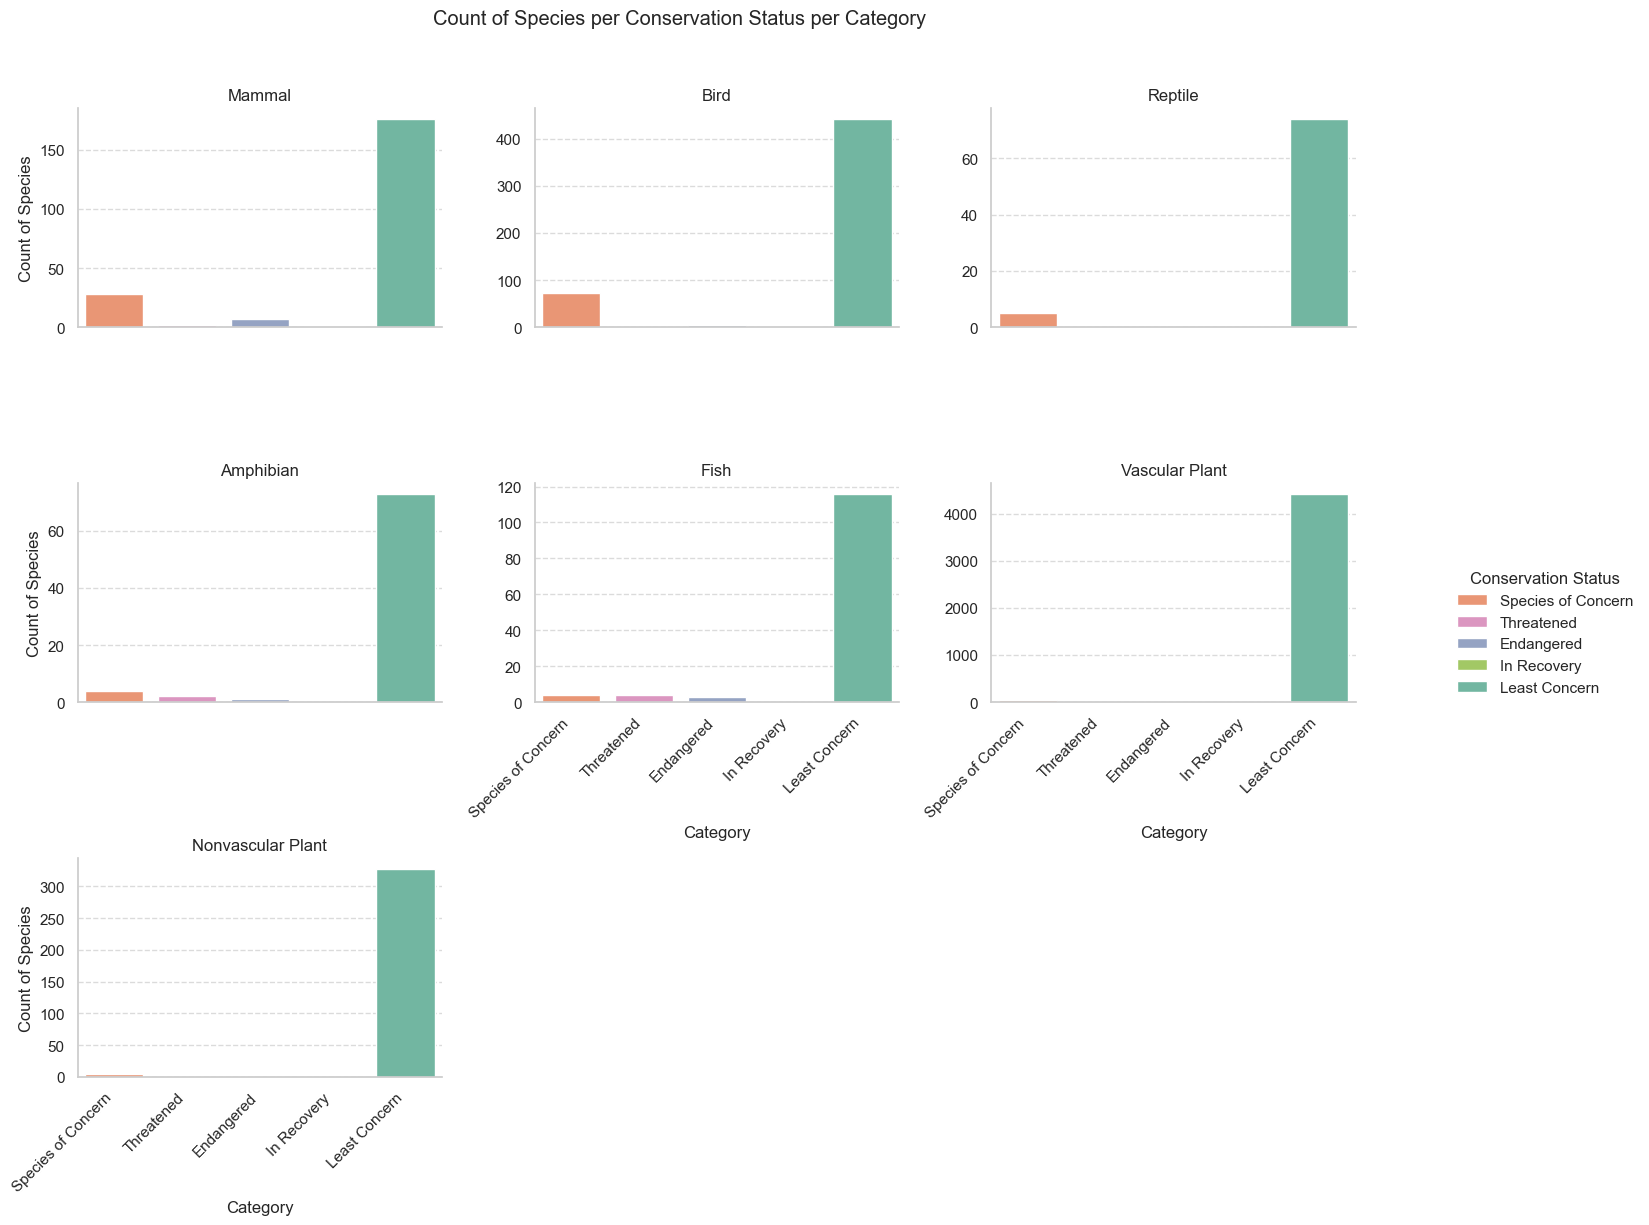 Count of Species per Conservation Status per Category
Mammal
Count of Species
150
100
50
0
Bird
400
300
200
100
0
Reptile
60
40
20
0
Amphibian
Count of Species
60
40
20
0
Fish
120
100
80
60
40
20
0
Species of Concern
Threatened
Endangered
In Recovery
Least Concern
Category
Vascular Plant
4000
3000
2000
1000
0
Species of Concern
Threatened
Endangered
In Recovery
Least Concern
Category
Conservation Status
Species of Concern
Threatened
Endangered
In Recovery
Least Concern
Nonvascular Plant
Count of Species
300
250
200
150
100
50
0
Species of Concern
Threatened
Endangered
In Recovery
Least Concern
Category